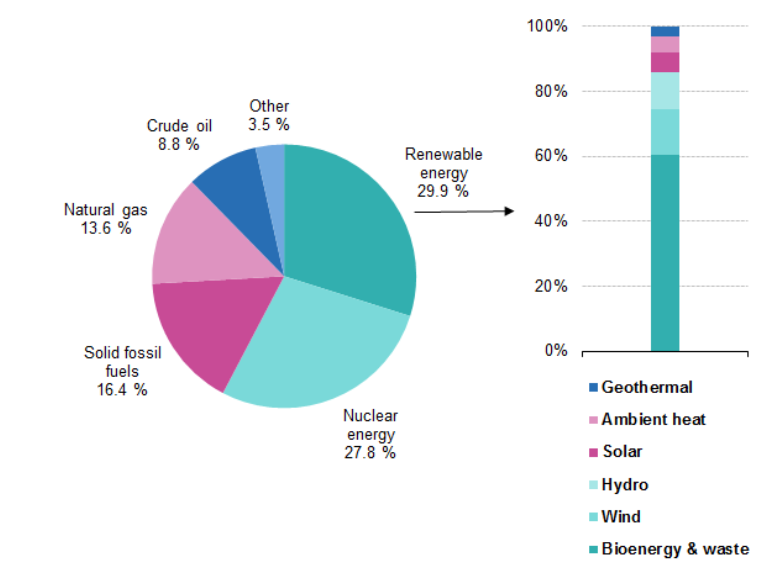 Other
3.5 %
Crude oil
8.8 %
Natural gas
13.6 %
Solid fossil
fuels
16.4 %
Nuclear
energy
27.8 %
Renewable
energy
29.9 %
100%
80%
60%
40%
20%
0%
Geothermal
Ambient heat
Solar
Hydro
Wind
Bioenergy & waste